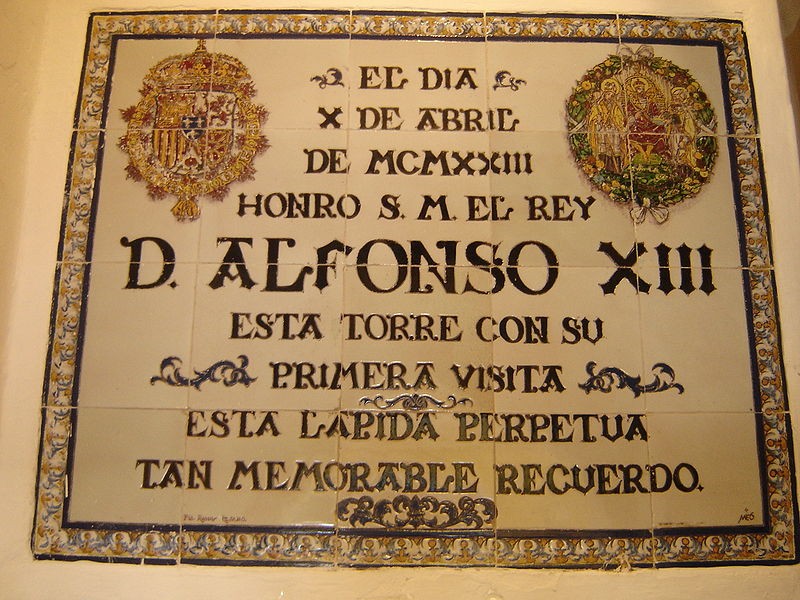 EL DIA
X DE ABRIL
DE MCMXXIII
HONRO S. M. EL REY
D. ALFONSO XIII
ESTA TORRE CON SU
PRIMERA VISITA
ESTA LAPIDA PERPETUA
TAN MEMORABLE RECUERDO.